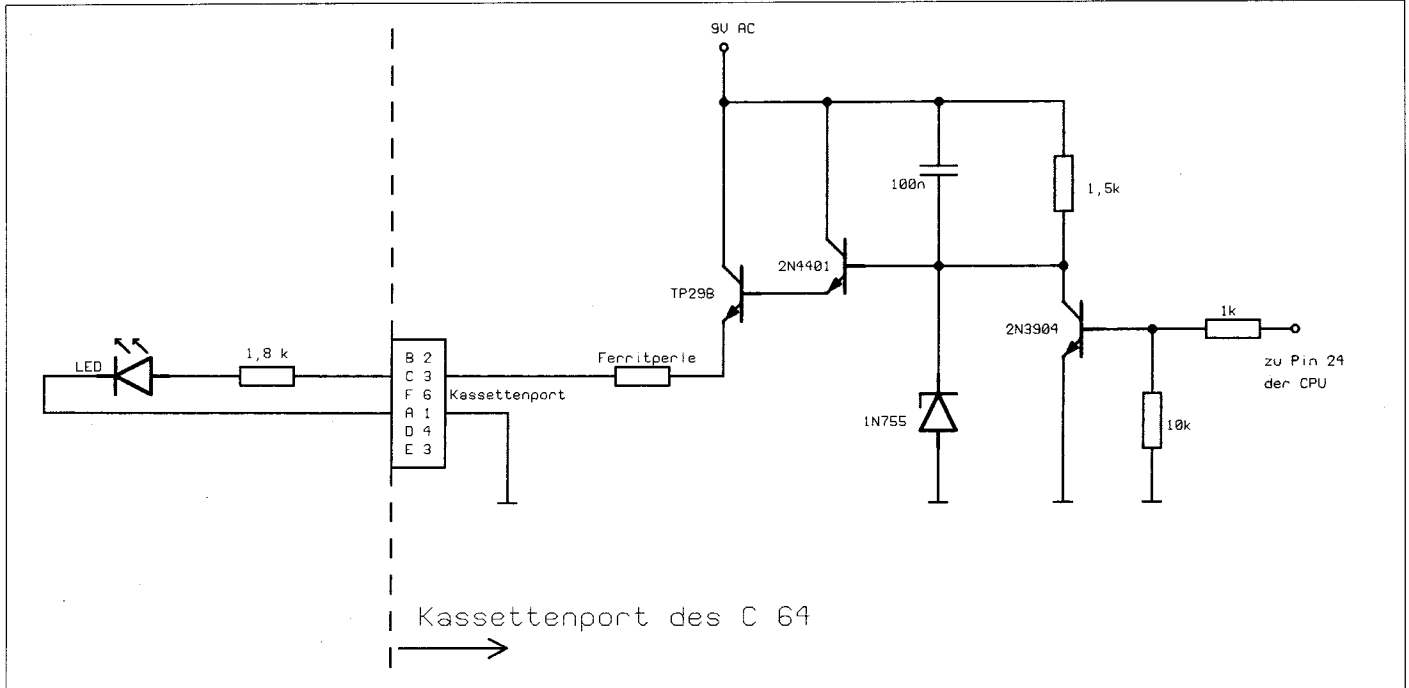 9V AC
100n
1,5k
2N4401
TP29B
2N3904
1k
zu Pin 24
der CPU
LED
1,8 k
B 2
C 3
F 6
A 1
D 4
E 3
Kassettenport
Ferritperle
1N755
10k
Kassettenport des C 64